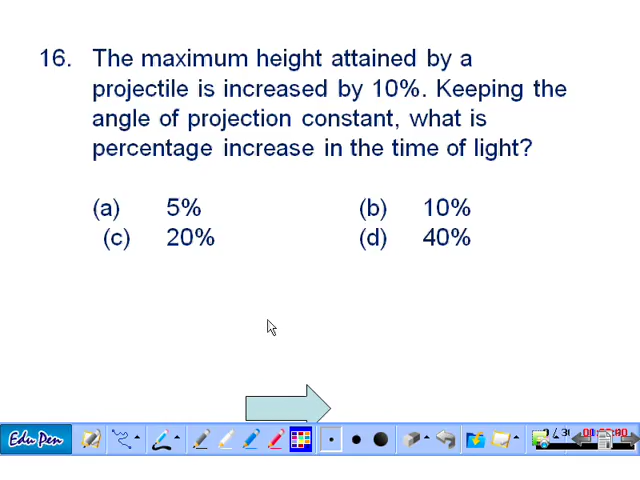 16. The maximum height attained by a
projectile is increased by 10%. Keeping the
angle of projection constant, what is
percentage increase in the time of light?
(a) 5% (b) 10%
(c) 20% (d) 40%
Edu Pen